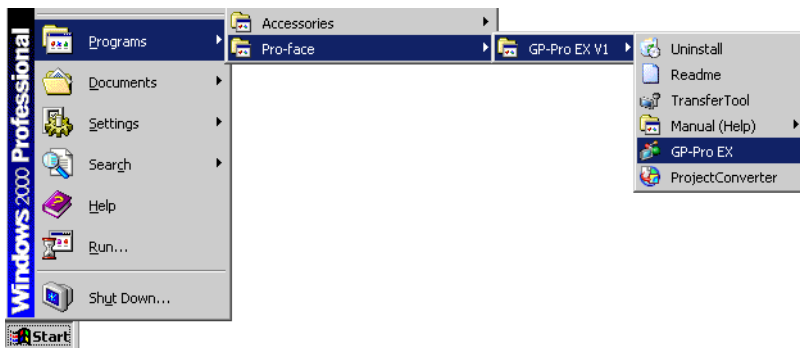 Windows 2000 Professional
Programs
Documents
Settings
Search
Help
Run...
Shut Down...
Start
Accessories
Pro-face
GP-Pro EX V1
Uninstall
Readme
TransferTool
Manual (Help)
GP-Pro EX
ProjectConverter